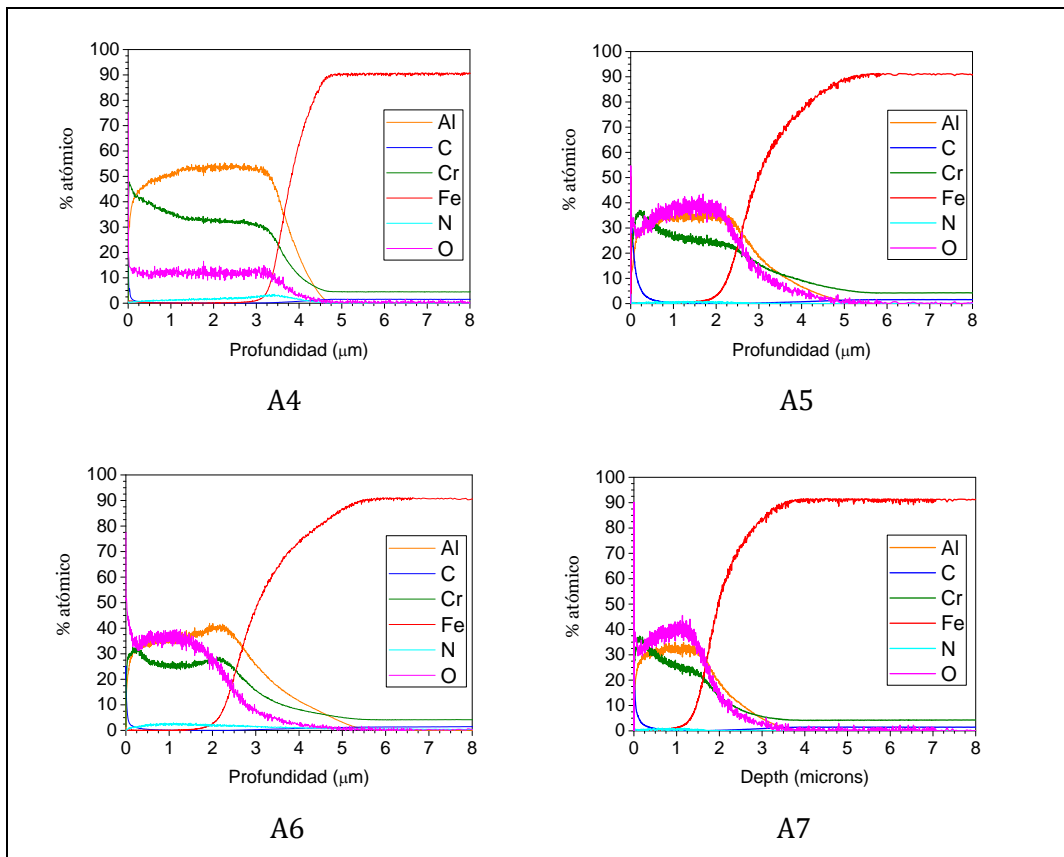 100
90
80
70
60
50
40
30
20
10
0
% atómico
0 1 2 3 4 5 6 7 8
Profundidad (μm)
Al
C
Cr
Fe
N
O
A4
100
90
80
70
60
50
40
30
20
10
0
% atómico
0 1 2 3 4 5 6 7 8
Profundidad (μm)
Al
C
Cr
Fe
N
O
A5
100
90
80
70
60
50
40
30
20
10
0
% atómico
0 1 2 3 4 5 6 7 8
Profundidad (μm)
Al
C
Cr
Fe
N
O
A6
100
90
80
70
60
50
40
30
20
10
0
% atómico
0 1 2 3 4 5 6 7 8
Depth (microns)
Al
C
Cr
Fe
N
O
A7